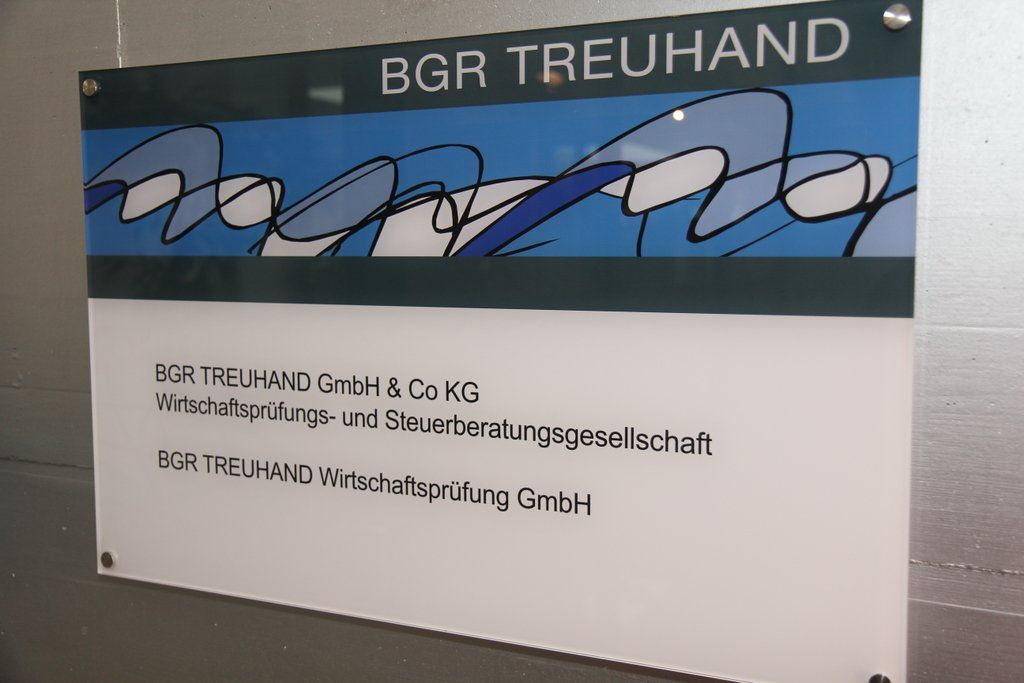 BGR TREUHAND
BGR TREUHAND GmbH & Co KG
Wirtschaftsprüfungs- und Steuerberatungsgesellschaft
BGR TREUHAND Wirtschaftsprüfung GmbH